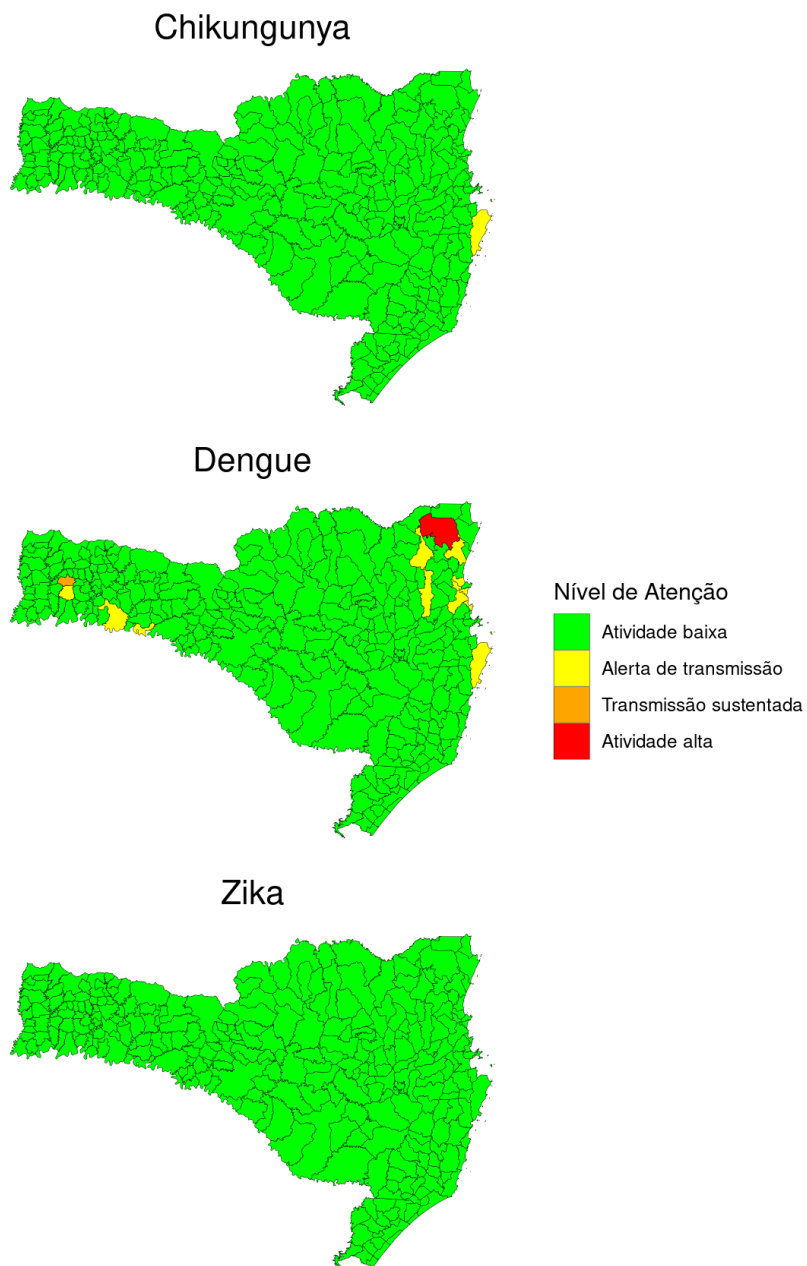 Chikungunya
Dengue
Nível de Atenção
Atividade baixa
Alerta de transmissão
Transmissão sustentada
Atividade alta
Zika